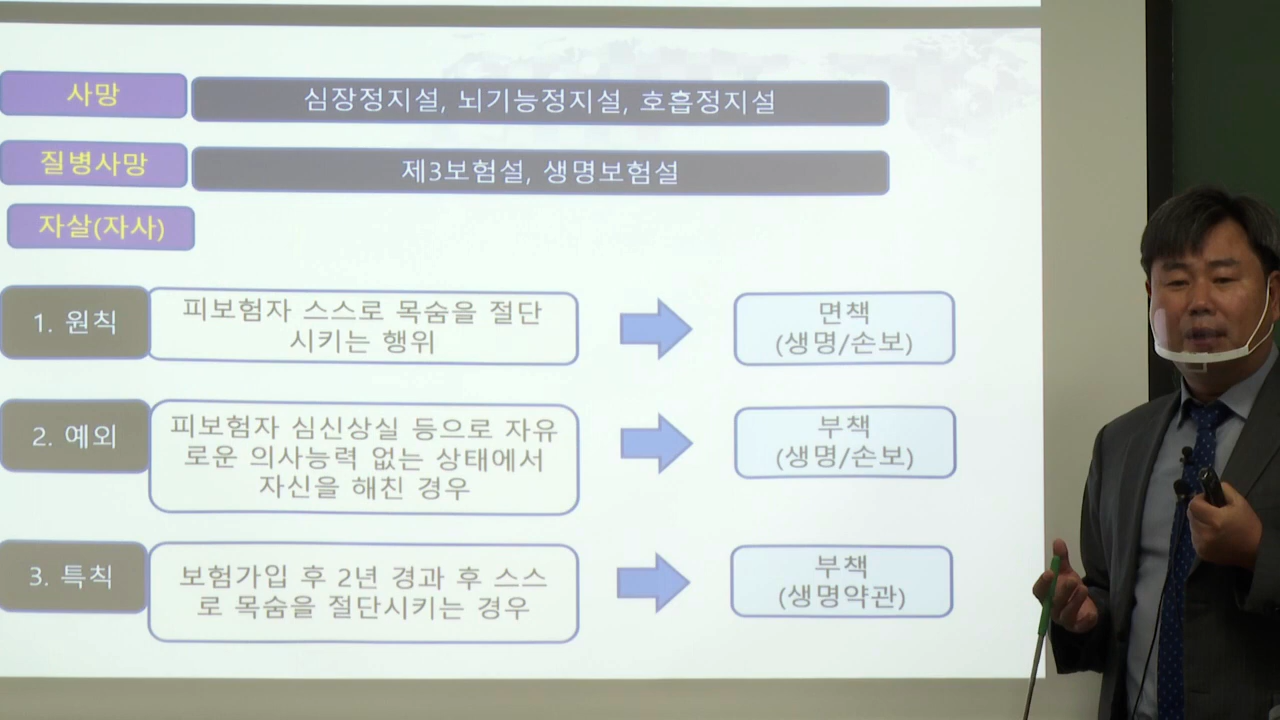 사망
심장정지설, 뇌기능정지설, 호흡정지설
질병사망
제3보험설, 생명보험설
자살(자사)
1. 원칙
피보험자 스스로 목숨을 절단
시키는 행위
면책
(생명/손보)
2. 예외
피보험자 심신상실 등으로 자유
로운 의사능력 없는 상태에서
자신을 해친 경우
부책
(생명/손보)
3. 특칙
보험가입 후 2년 경과 후 스스
로 목숨을 절단시키는 경우
부책
(생명약관)